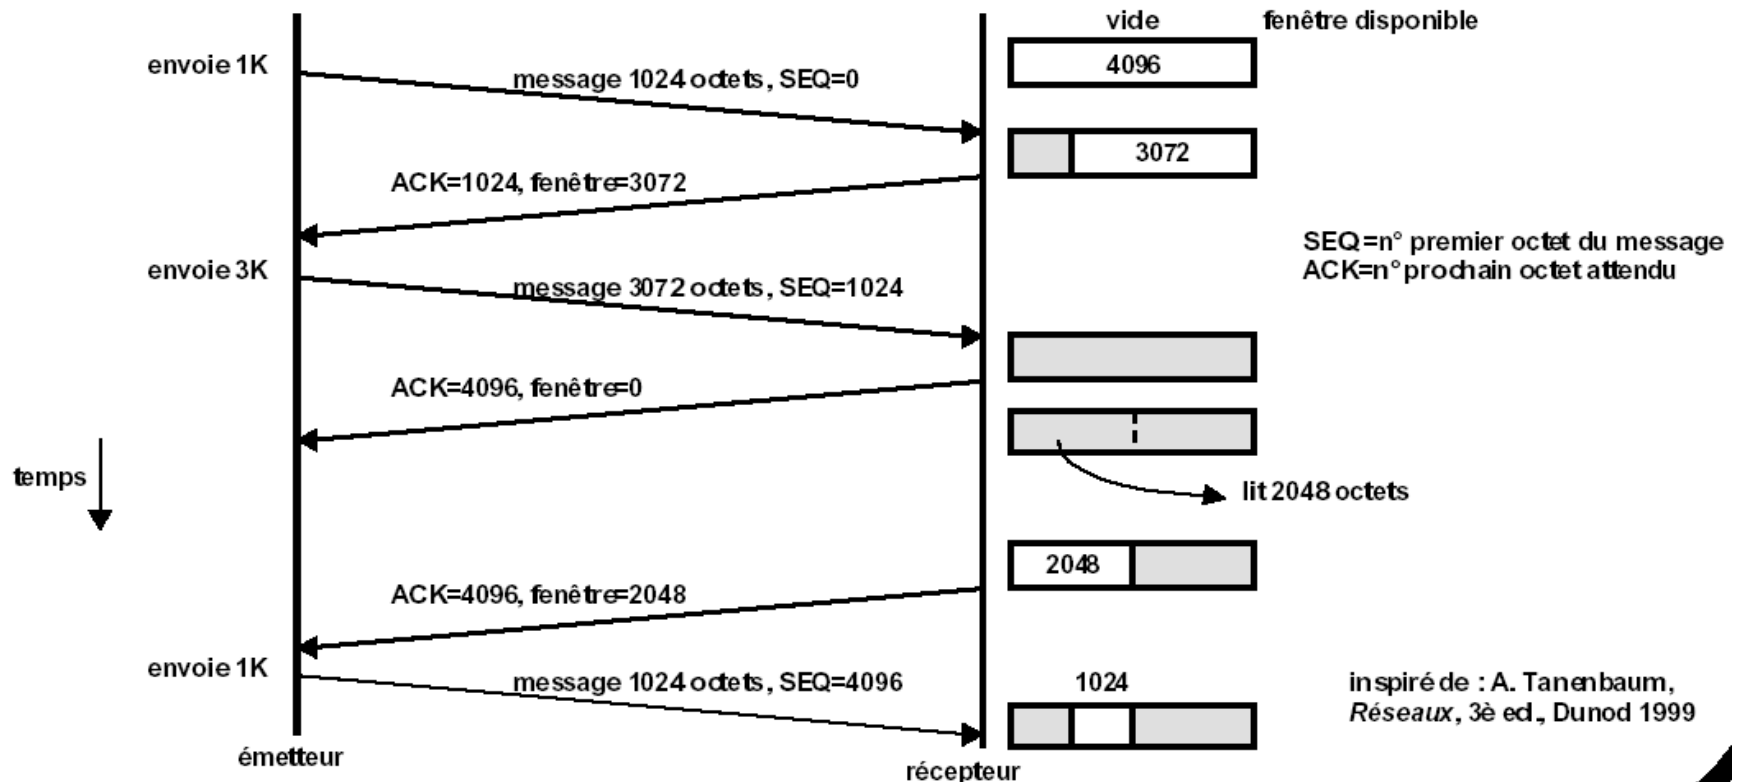 vide
fenêtre disponible
envoie 1K
4096
message 1024 octets, SEQ=0
3072
ACK=1024, fenêtre=3072
SEQ=n° premier octet du message
ACK=n° prochain octet attendu
envoie 3K
message 3072 octets, SEQ=1024
ACK=4096, fenêtre=0
temps
lit 2048 octets
2048
ACK=4096, fenêtre=2048
envoie 1K
message 1024 octets, SEQ=4096
1024
inspiré de : A. Tanenbaum,
Réseaux, 3è ed., Dunod 1999
émetteur
récepteur